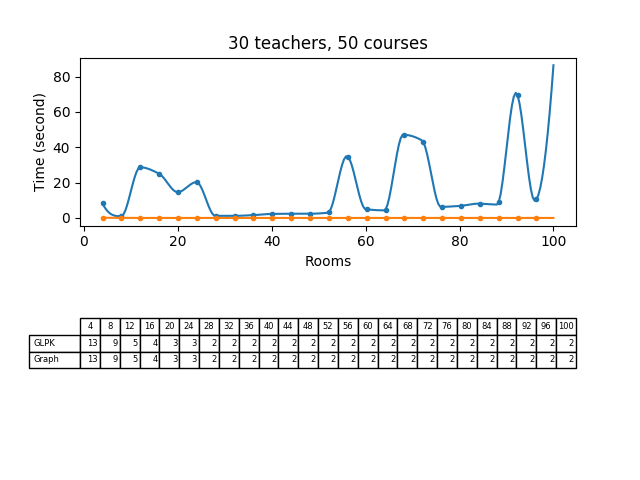 30 teachers, 50 courses
Time (second)
80
60
40
20
0
0 20 40 60 80 100
Rooms
4 8 12 16 20 24 28 32 36 40 44 48 52 56 60 64 68 72 76 80 84 88 92 96 100
GLPK 13 9 5 4 3 3 2 2 2 2 2 2 2 2 2 2 2 2 2 2 2 2 2 2 2
Graph 13 9 5 4 3 3 2 2 2 2 2 2 2 2 2 2 2 2 2 2 2 2 2 2 2